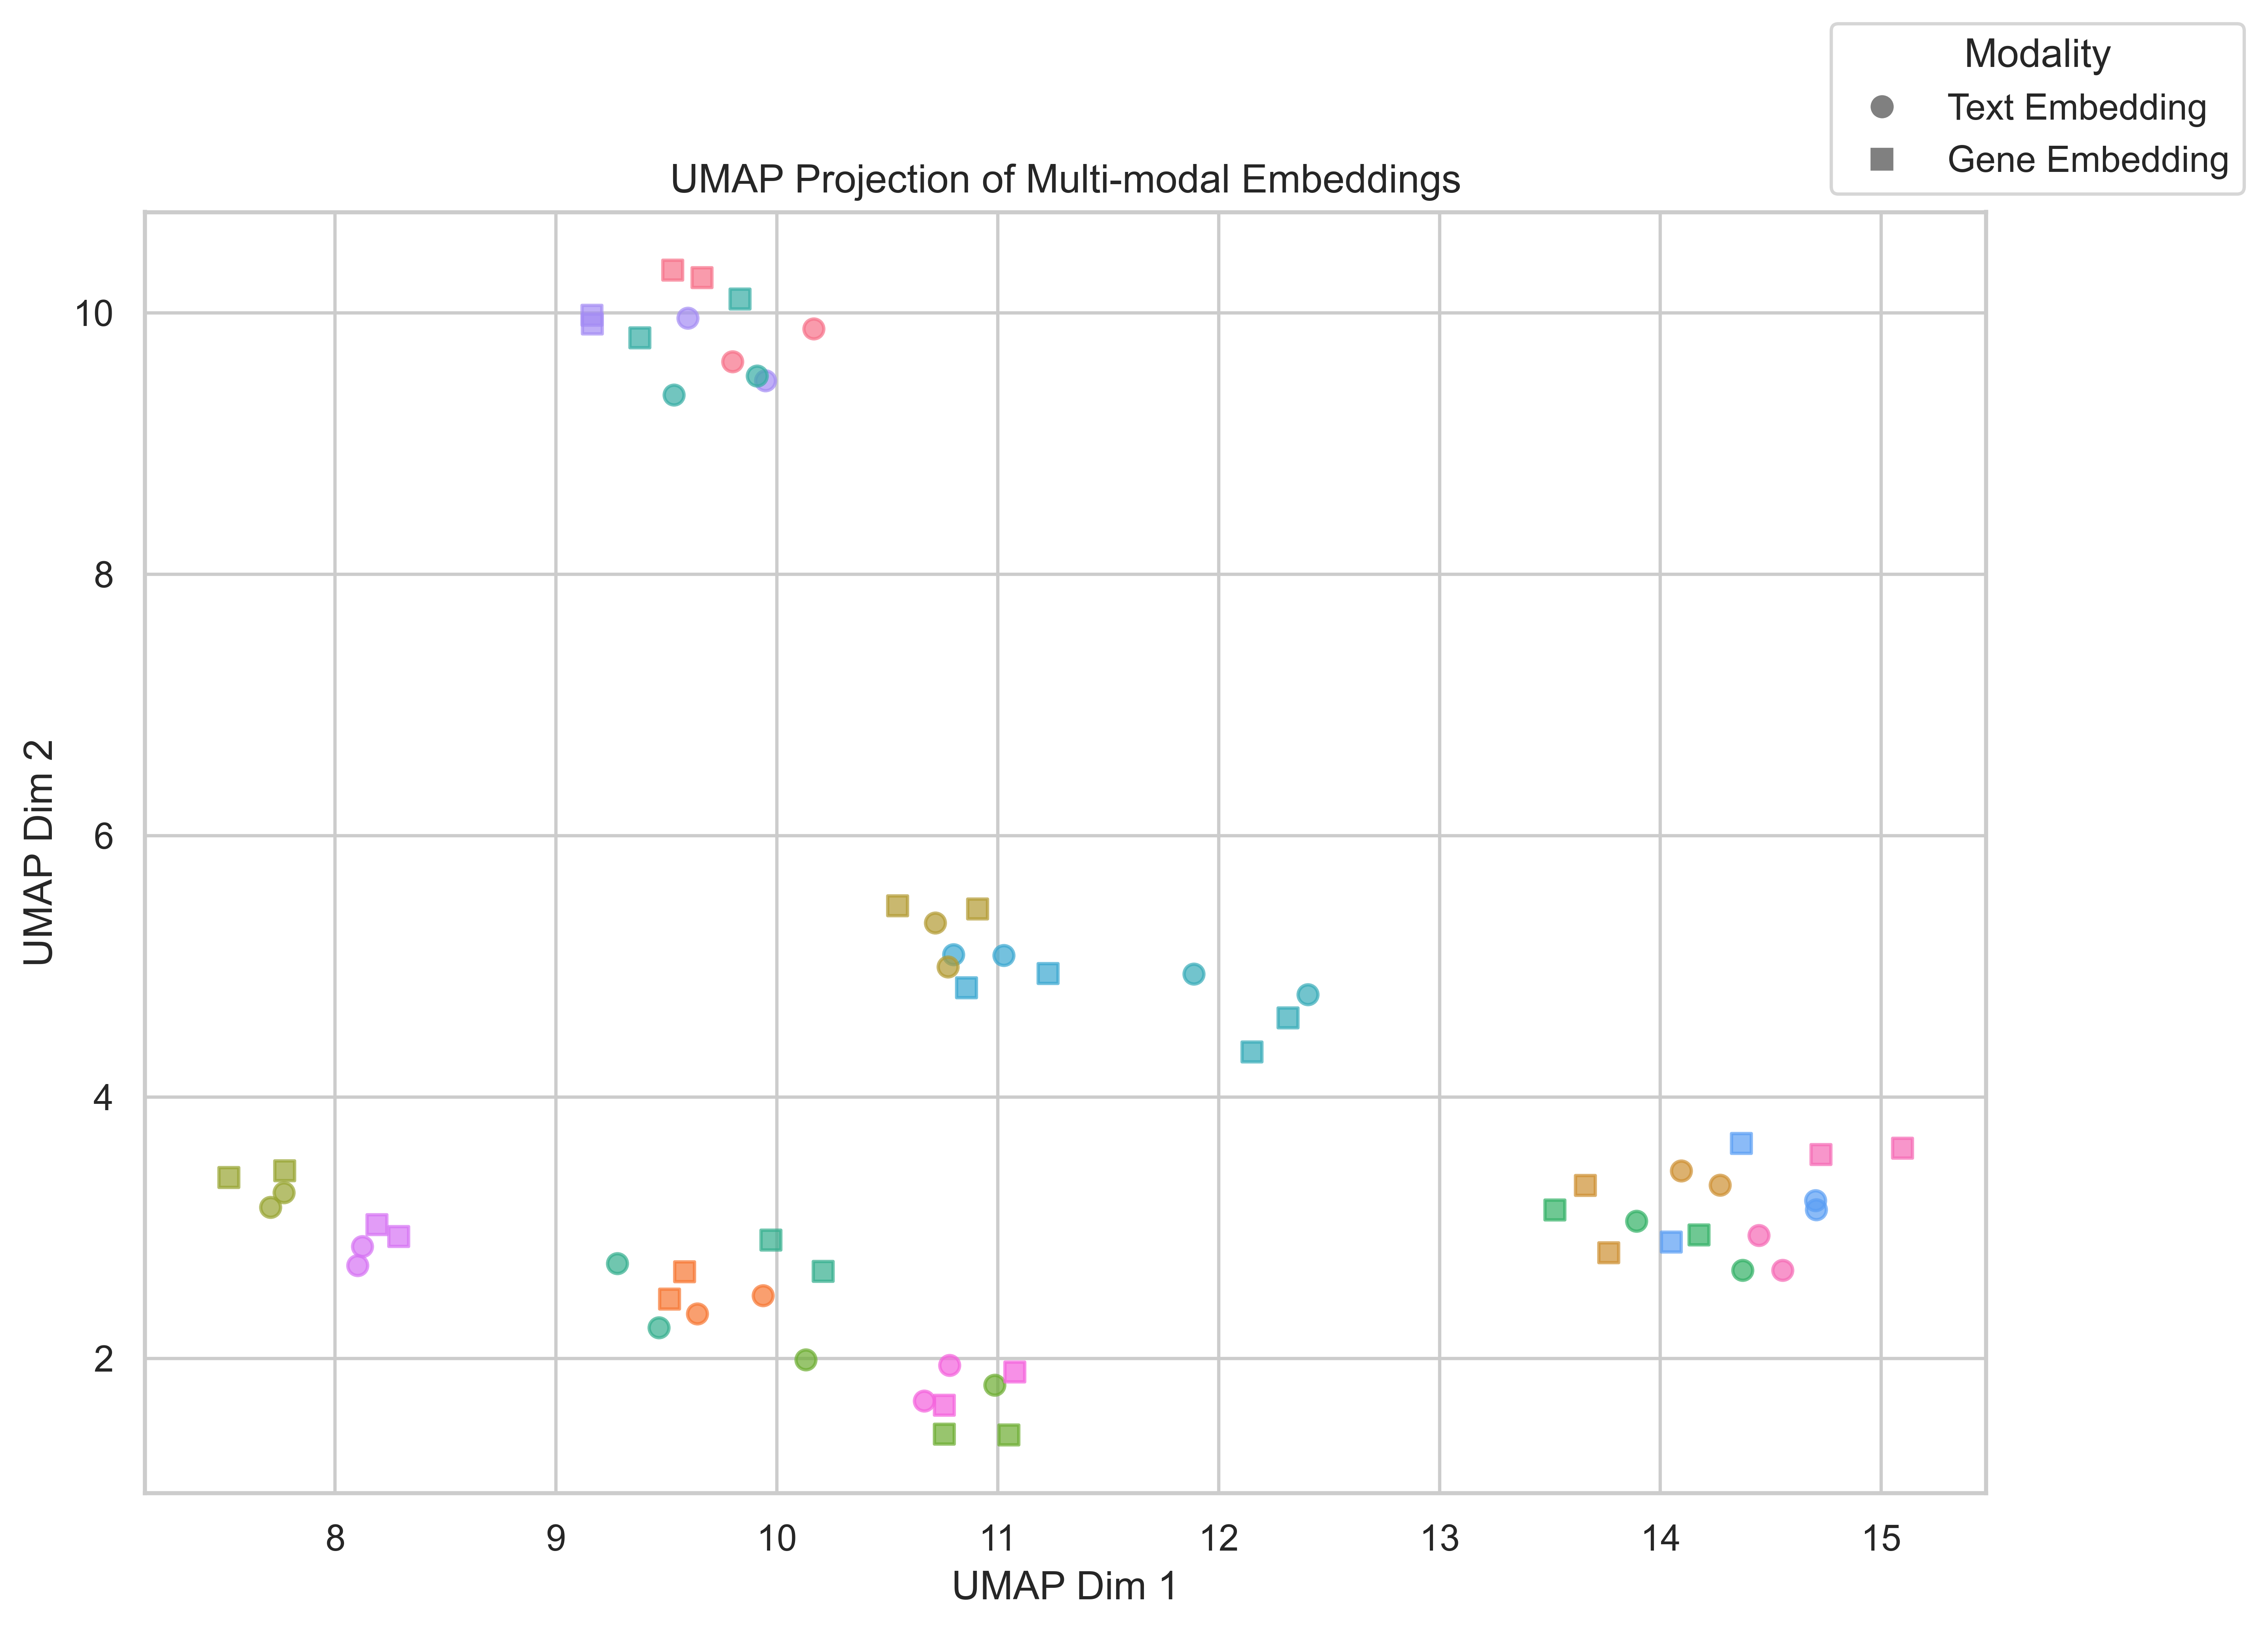 Modality
Text Embedding
Gene Embedding
UMAP Projection of Multi-modal Embeddings
10
8
6
4
2
UMAP Dim 2
8 9 10 11 12 13 14 15
UMAP Dim 1